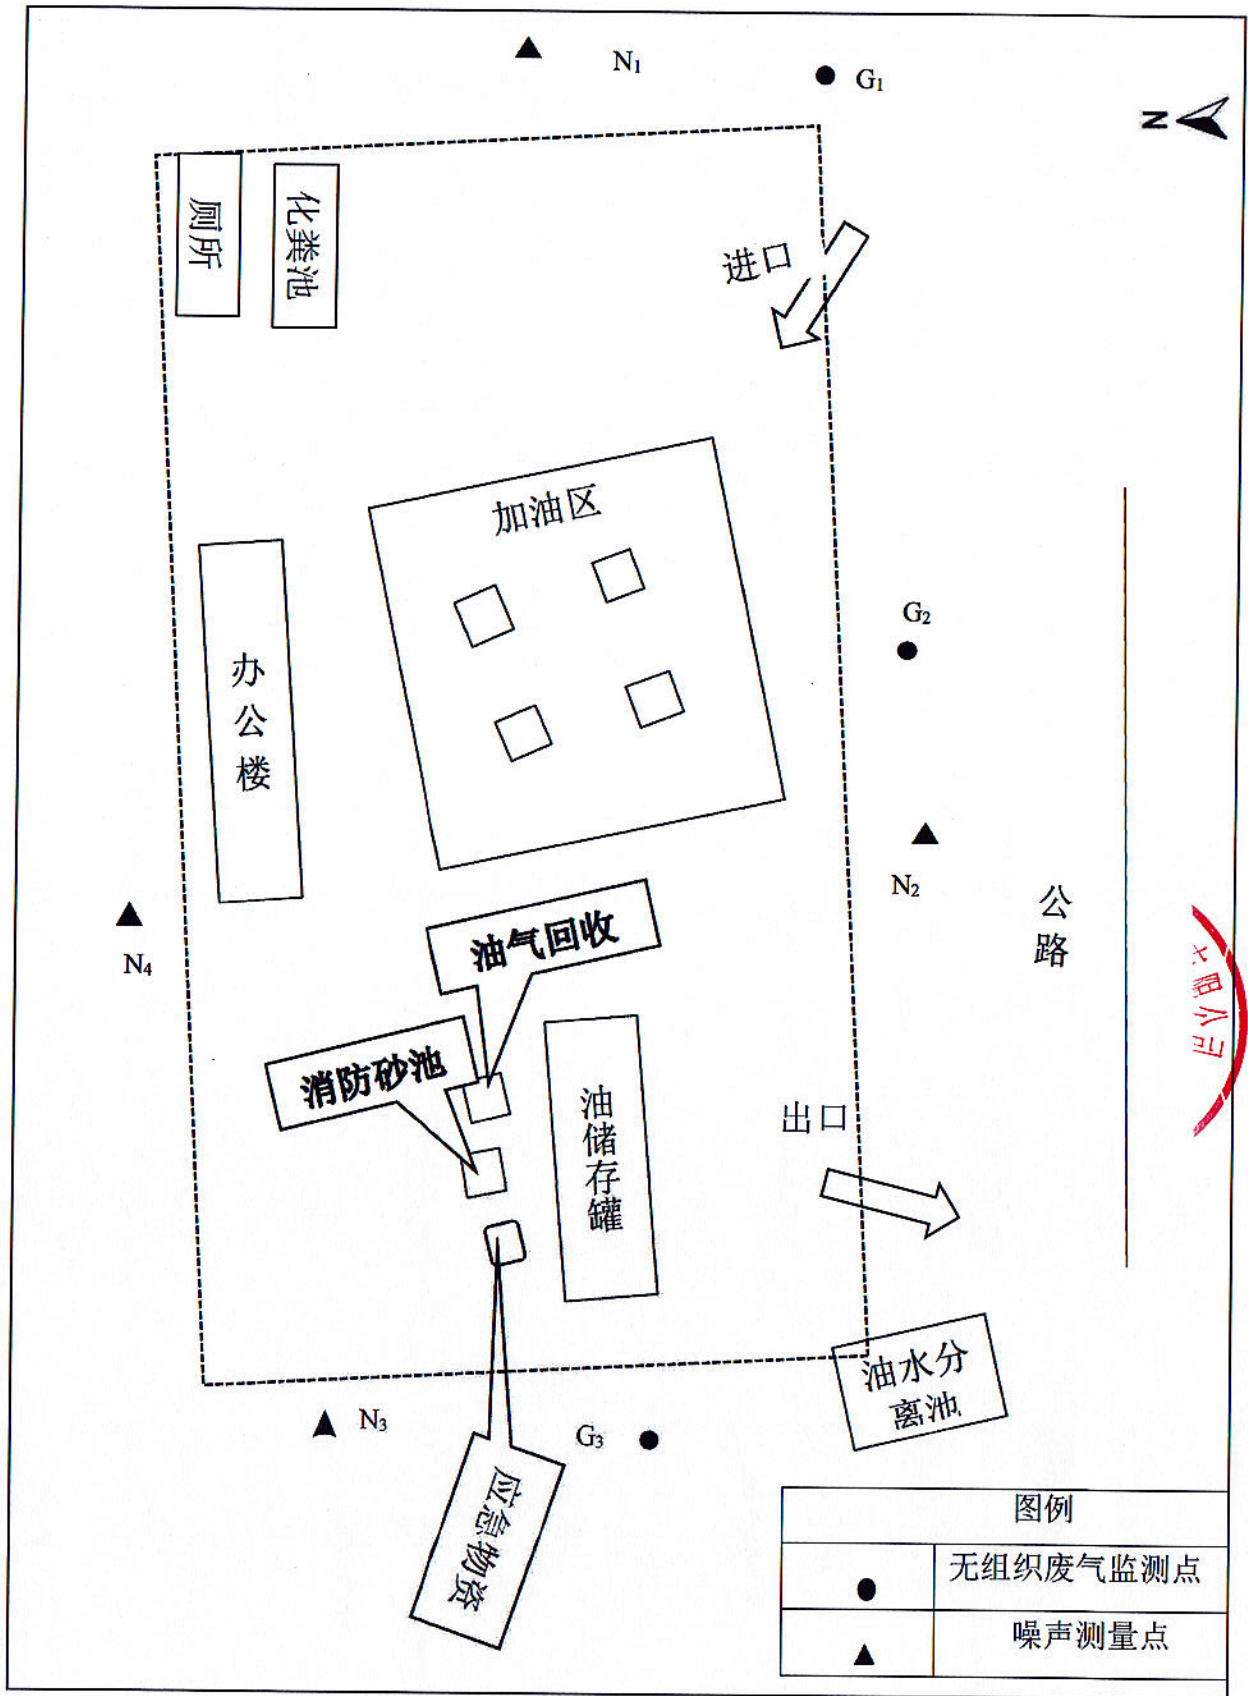 N₁
G₁
N
厕所
化粪池
进口
加油区
办公楼
G₂
N₂
公路
N₄
油气回收
消防砂池
油储存罐
出口
油水分
离池
N₃
G₃
应急物资
图例
无组织废气监测点
噪声测量点
公司